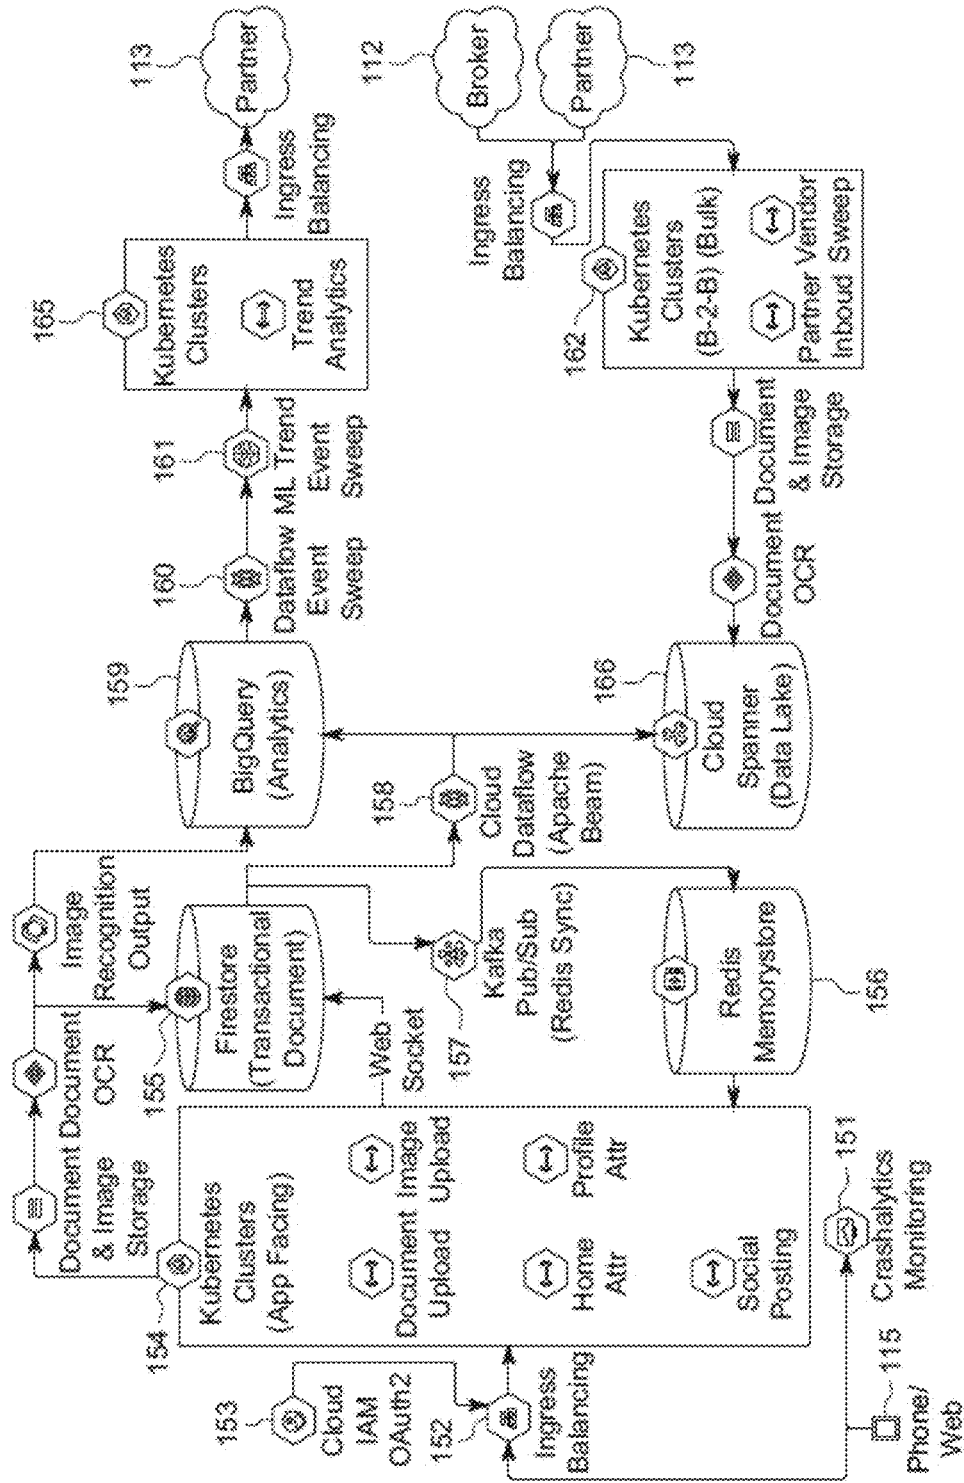 Document
& Image
Storage
Document
OCR
Image
Recognition
Output
154
Kubernetes
Clusters
(App Facing)
Document
Upload
Image
Upload
Home
Attr
Profile
Attr
Social
Posting
153
Cloud
IAM
OAuth2
152
Ingress
Balancing
115
Phone/
Web
151
Crashalytics
Monitoring
155
Firestore
(Transactional
Document)
Web
Socket
157
Kafka
Pub/Sub
(Redis Sync)
Redis
Memorystore
156
159
BigQuery
(Analytics)
158
Cloud
Dataflow
(Apache
Beam)
166
Cloud
Spanner
(Data Lake)
160
Dataflow
Event
Sweep
161
ML Trend
Event
Sweep
165
Kubernetes
Clusters
Trend
Analytics
Ingress
Balancing
113
Partner
112
Broker
Partner
113
Ingress
Balancing
162
Kubernetes
Clusters
(B-2-B) (Bulk)
Partner
Inboud
Vendor
Sweep
Document
& Image
Storage
Document
OCR